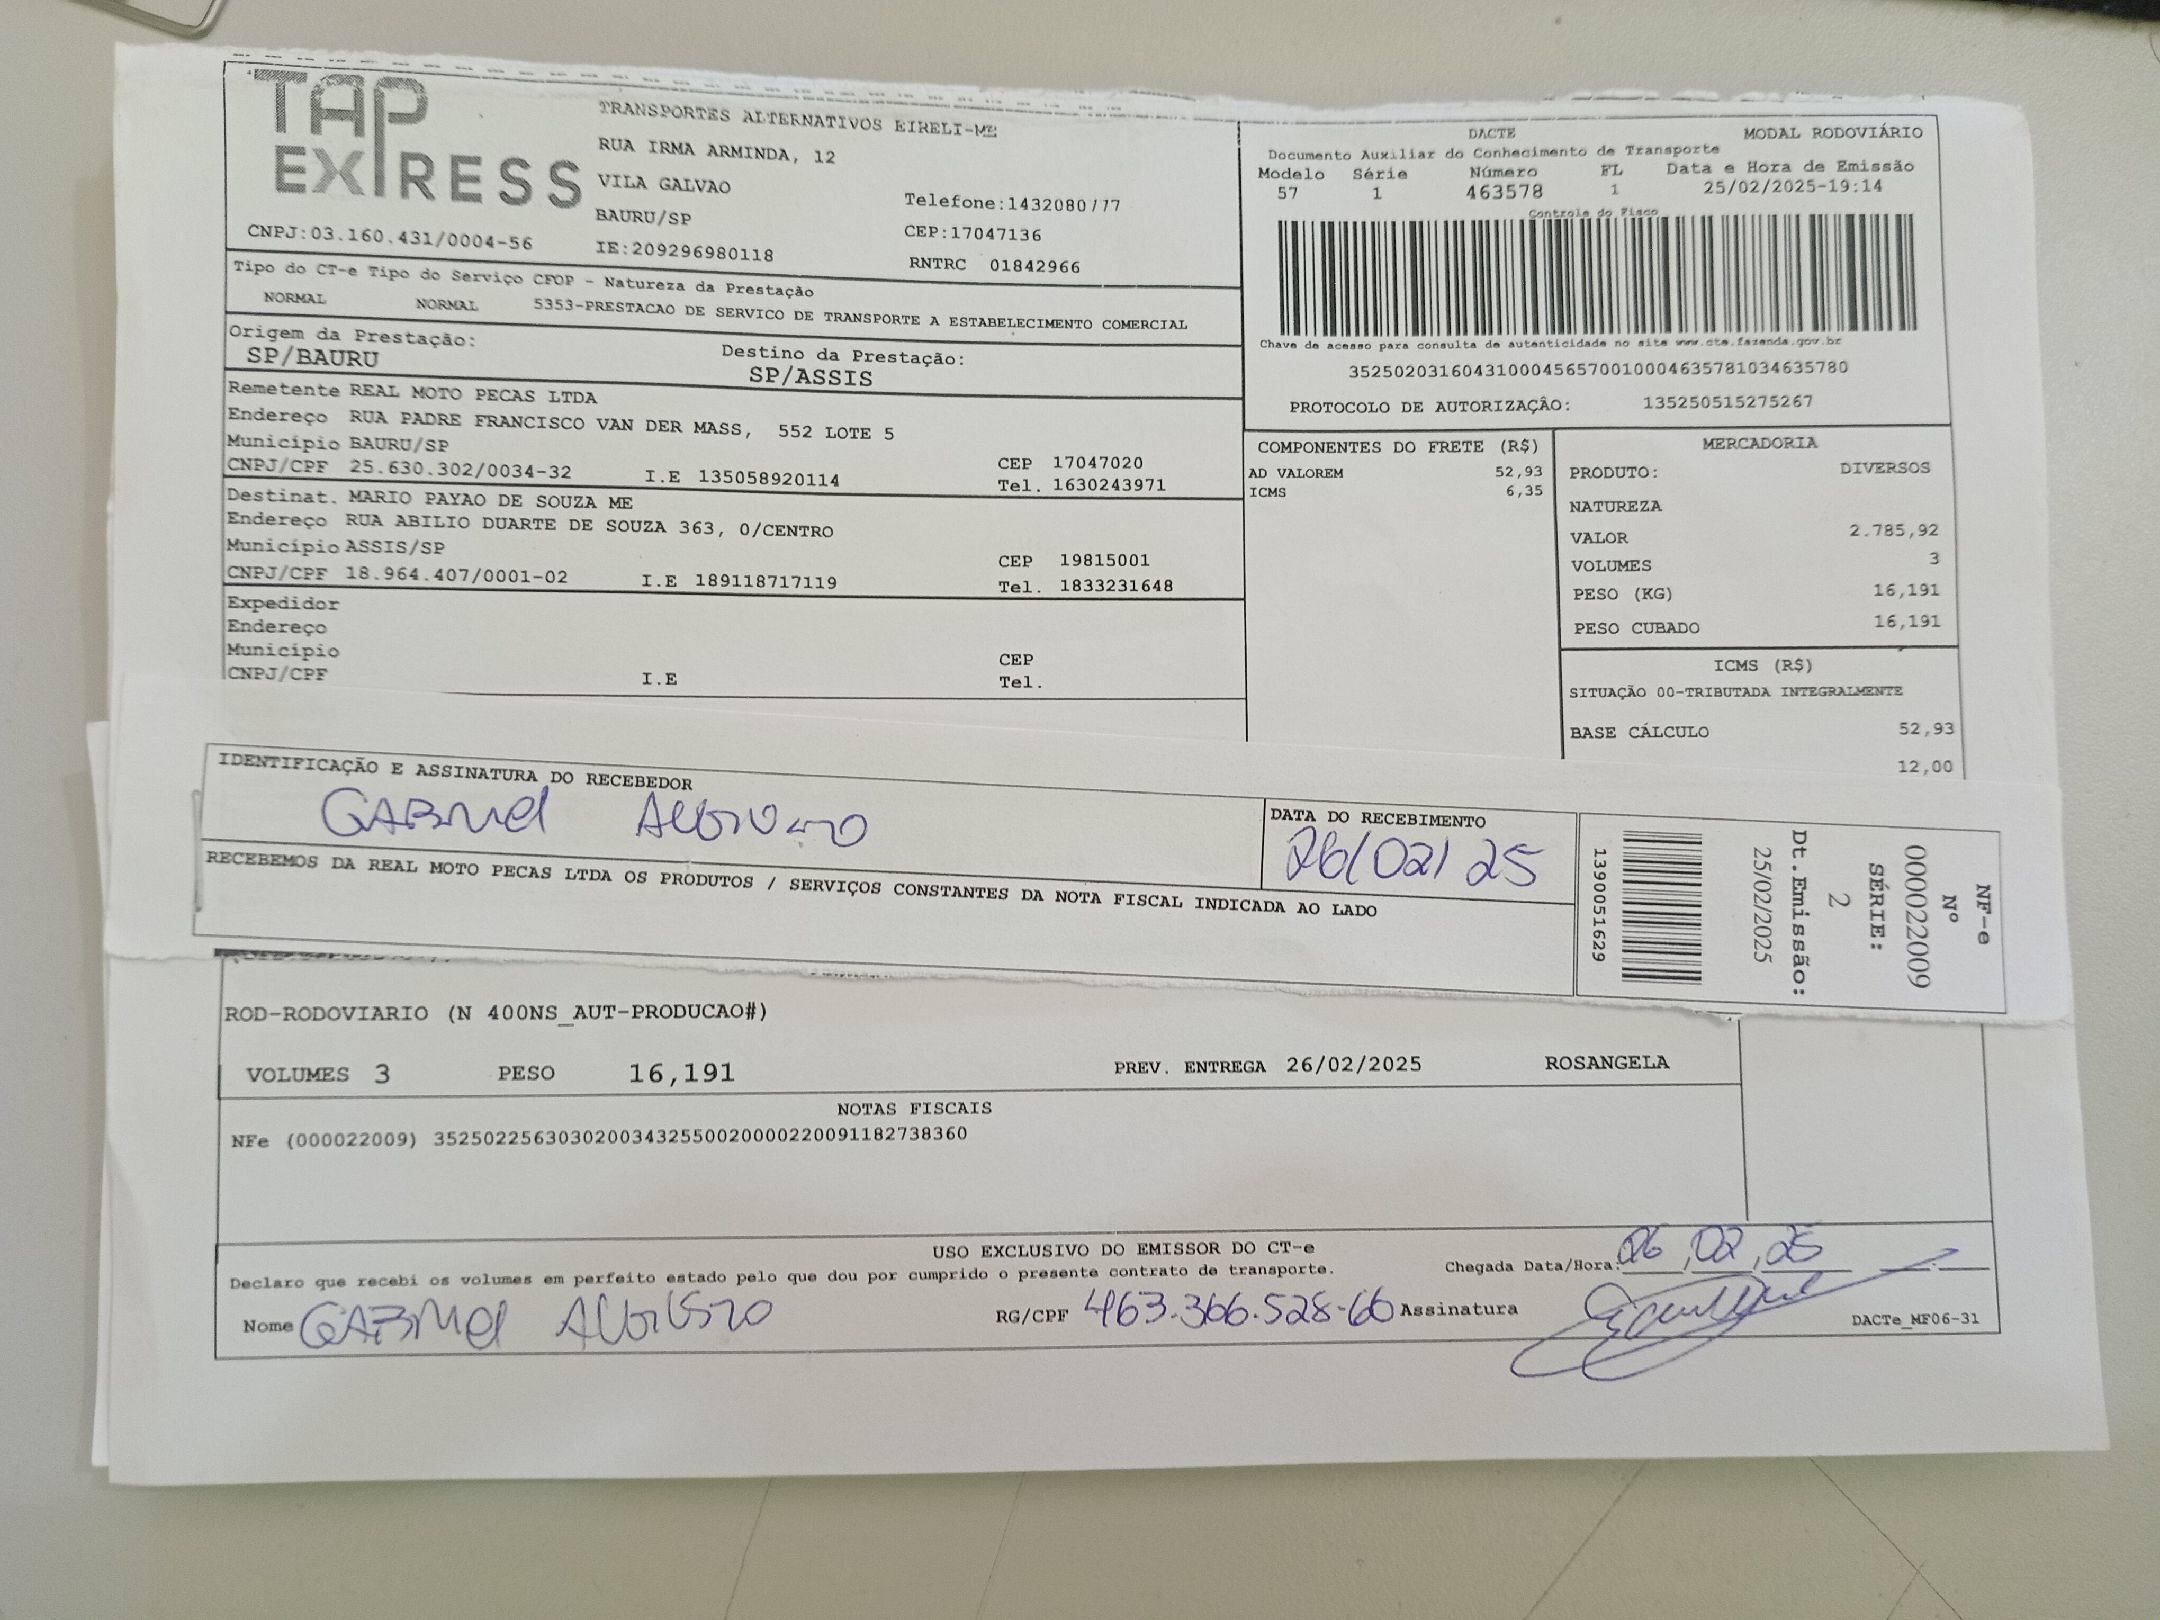 TAP EXPRESS
TRANSPORTES ALTERNATIVOS EIRELI-ME
RUA IRMA ARMINDA, 12
VILA GALVAO
BAURU/SP
Telefone:1432080777
CEP:17047136
CNPJ:03.160.431/0004-56
IE:209296980118
RNTRC 01842966
DACTE MODAL RODOVIÁRIO
Documento Auxiliar do Conhecimento de Transporte
Modelo Série Número FL Data e Hora de Emissão
57 1 463578 1 25/02/2025-19:14
Controle do Fisco
Chave de acesso para consulta de autenticidade no site www.cte.fazenda.gov.br
35250203160431000456570010004635781034635780
PROTOCOLO DE AUTORIZAÇÃO: 135250515275267
Tipo do CT-e Tipo do Serviço CFOP - Natureza da Prestação
NORMAL NORMAL 5353-PRESTACAO DE SERVICO DE TRANSPORTE A ESTABELECIMENTO COMERCIAL
Origem da Prestação: Destino da Prestação:
SP/BAURU SP/ASSIS
Remetente REAL MOTO PECAS LTDA
Endereço RUA PADRE FRANCISCO VAN DER MASS, 552 LOTE 5
Município BAURU/SP CEP 17047020
CNPJ/CPF 25.630.302/0034-32 I.E 135058920114 Tel. 1630243971
Destinat. MARIO PAYAO DE SOUZA ME
Endereço RUA ABILIO DUARTE DE SOUZA 363, 0/CENTRO
Município ASSIS/SP CEP 19815001
CNPJ/CPF 18.964.407/0001-02 I.E 189118717119 Tel. 1833231648
Expedidor
Endereço
Município CEP
CNPJ/CPF I.E Tel.
COMPONENTES DO FRETE (R$)
AD VALOREM 52,93
ICMS 6,35
MERCADORIA
PRODUTO: DIVERSOS
NATUREZA
VALOR 2.785,92
VOLUMES 3
PESO (KG) 16,191
PESO CUBADO 16,191
ICMS (R$)
SITUAÇÃO 00-TRIBUTADA INTEGRALMENTE
BASE CÁLCULO 52,93
12,00
IDENTIFICAÇÃO E ASSINATURA DO RECEBEDOR
GABRIEL
DATA DO RECEBIMENTO
26/02/25
RECEBEMOS DA REAL MOTO PECAS LTDA OS PRODUTOS / SERVIÇOS CONSTANTES DA NOTA FISCAL INDICADA AO LADO
NF-e
Nº
000022009
SÉRIE:
2
Dt.Emissão:
25/02/2025
1390051629
ROD-RODOVIARIO (N 400NS_AUT-PRODUCAO#)
VOLUMES 3 PESO 16,191 PREV. ENTREGA 26/02/2025 ROSANGELA
NOTAS FISCAIS
NFe (000022009) 35250225630302003432550020000220091182738360
USO EXCLUSIVO DO EMISSOR DO CT-e
Declaro que recebi os volumes em perfeito estado pelo que dou por cumprido o presente contrato de transporte. Chegada Data/Hora: 26,02,25
Nome GABRIEL RG/CPF 463.366.528-66 Assinatura
DACTe_MF06-31